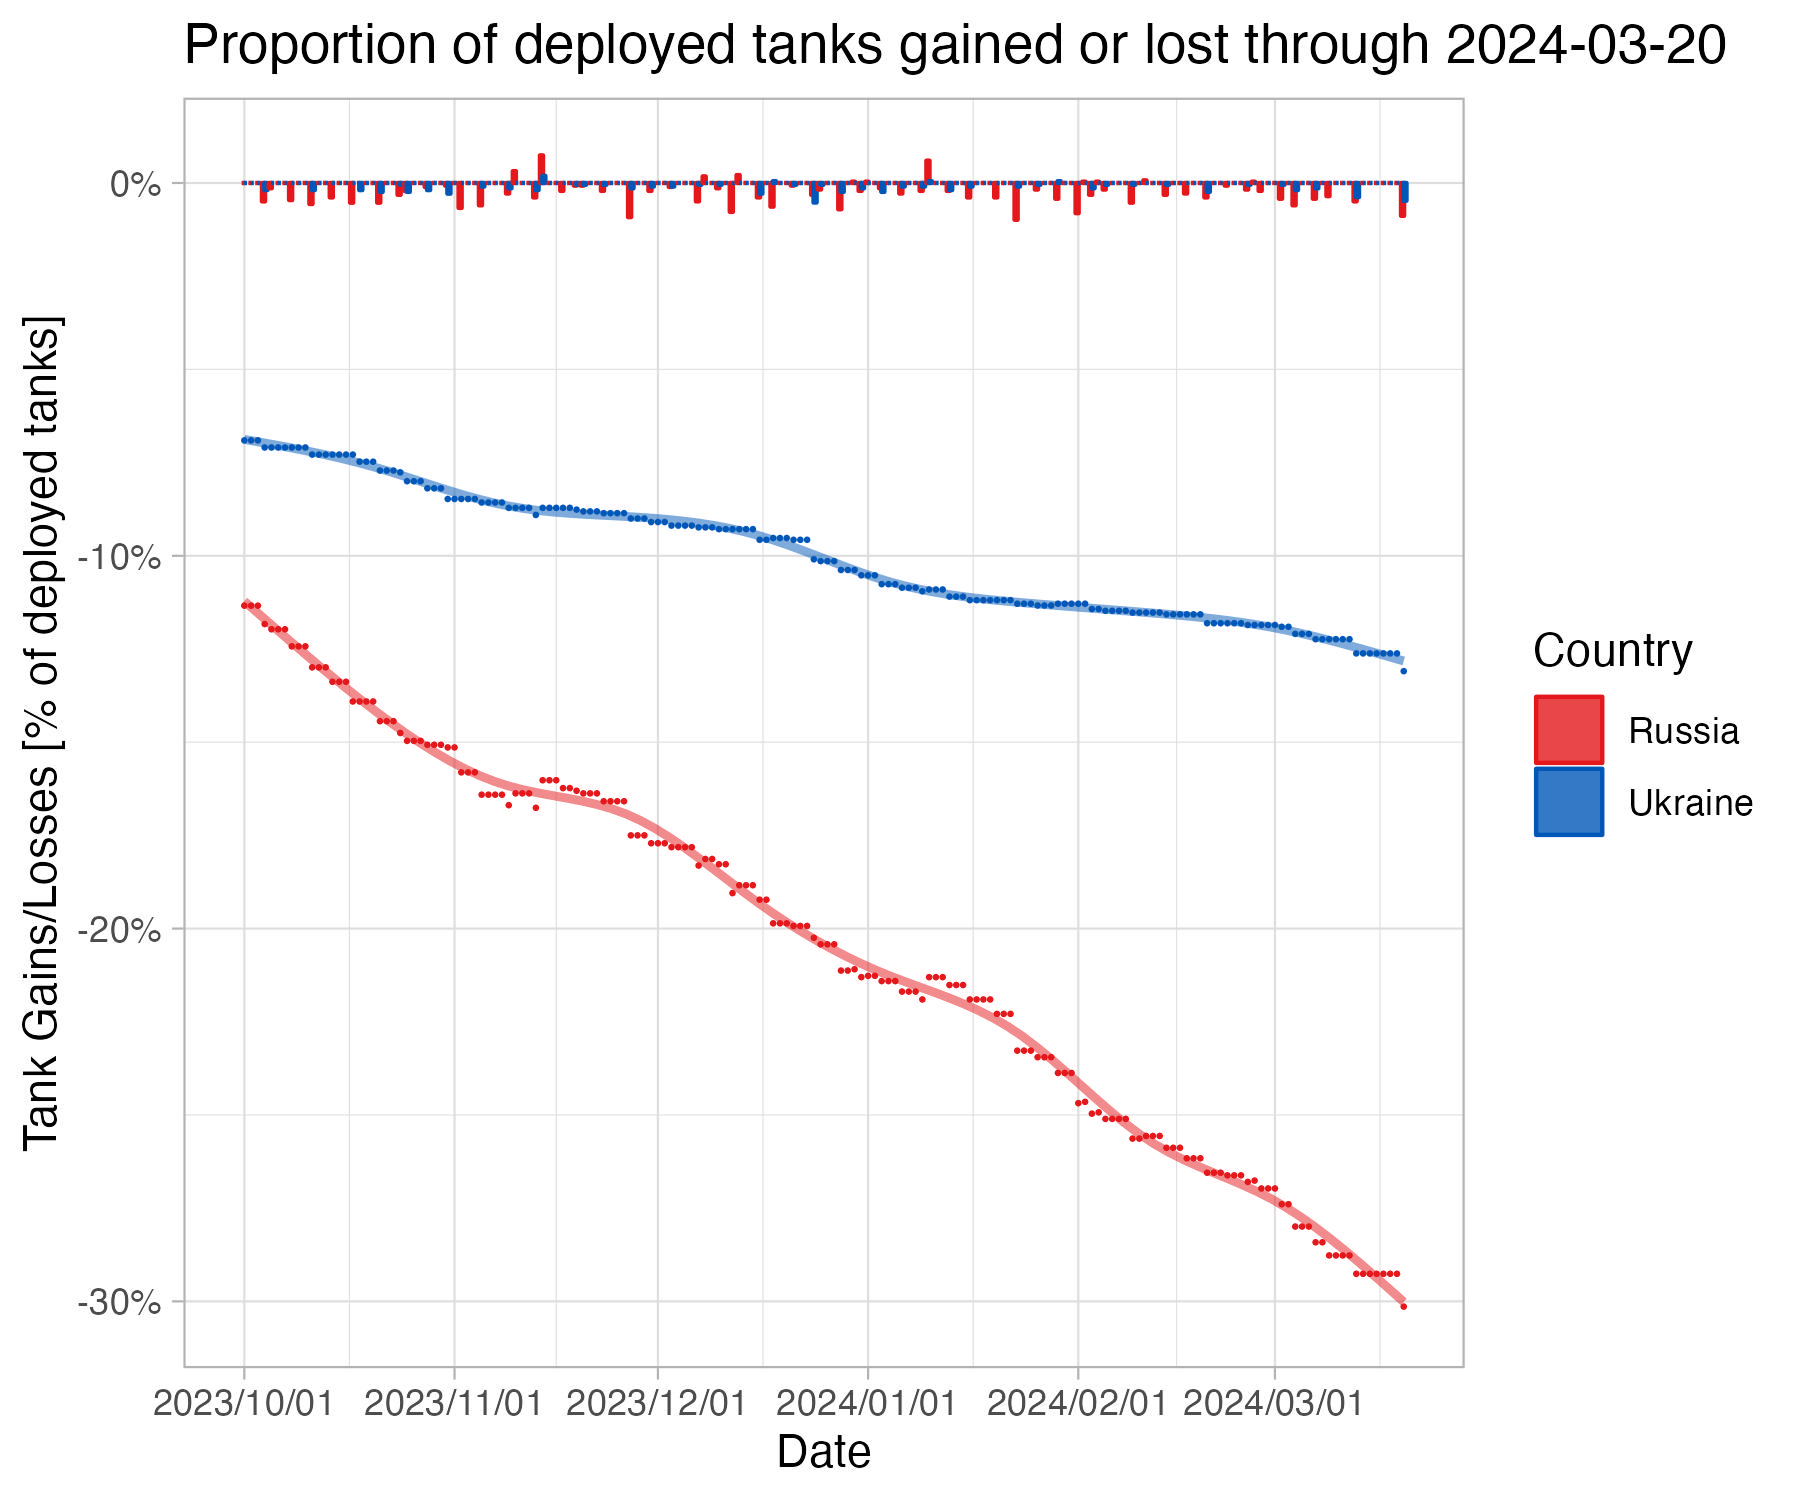 Proportion of deployed tanks gained or lost through 2024-03-20
Tank Gains/Losses [% of deployed tanks]
0%
-10%
-20%
-30%
2023/10/01
2023/11/01
2023/12/01
2024/01/01
2024/02/01
2024/03/01
Date
Country
Russia
Ukraine